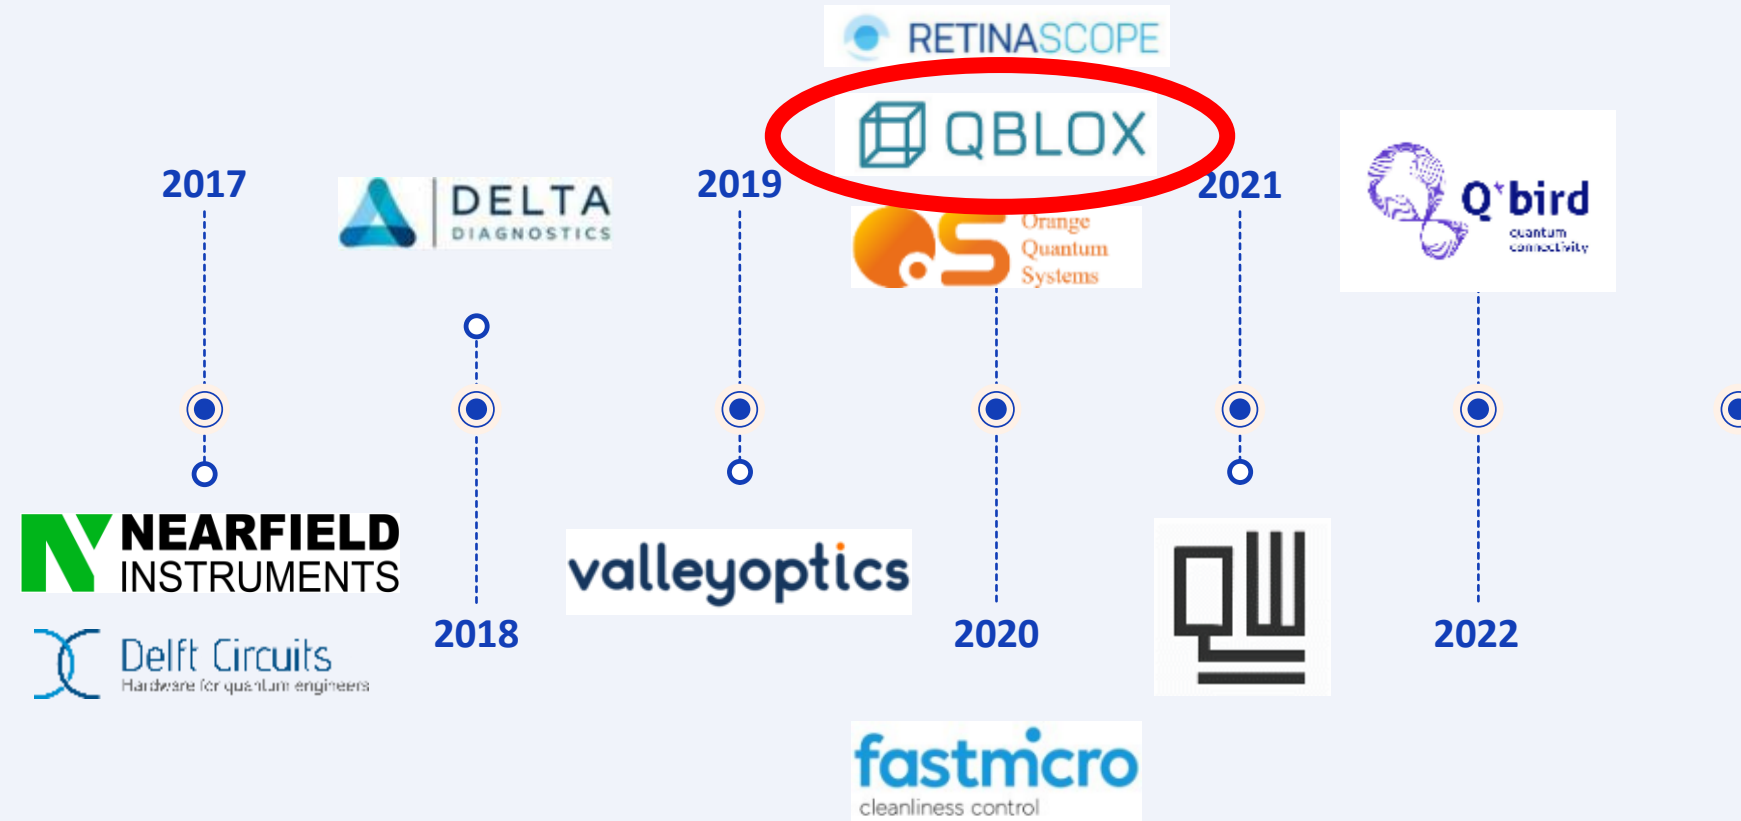 RETINASCOPE
QBLOX
2017
DELTA
DIAGNOSTICS
2019
Orange
Quantum
Systems
2021
Q*bird
quantum
connectivity
NEARFIELD
INSTRUMENTS
Delft Circuits
Hardware for quantum engineers
2018
valleyoptics
2020
QW
2022
fastmicro
cleanliness control